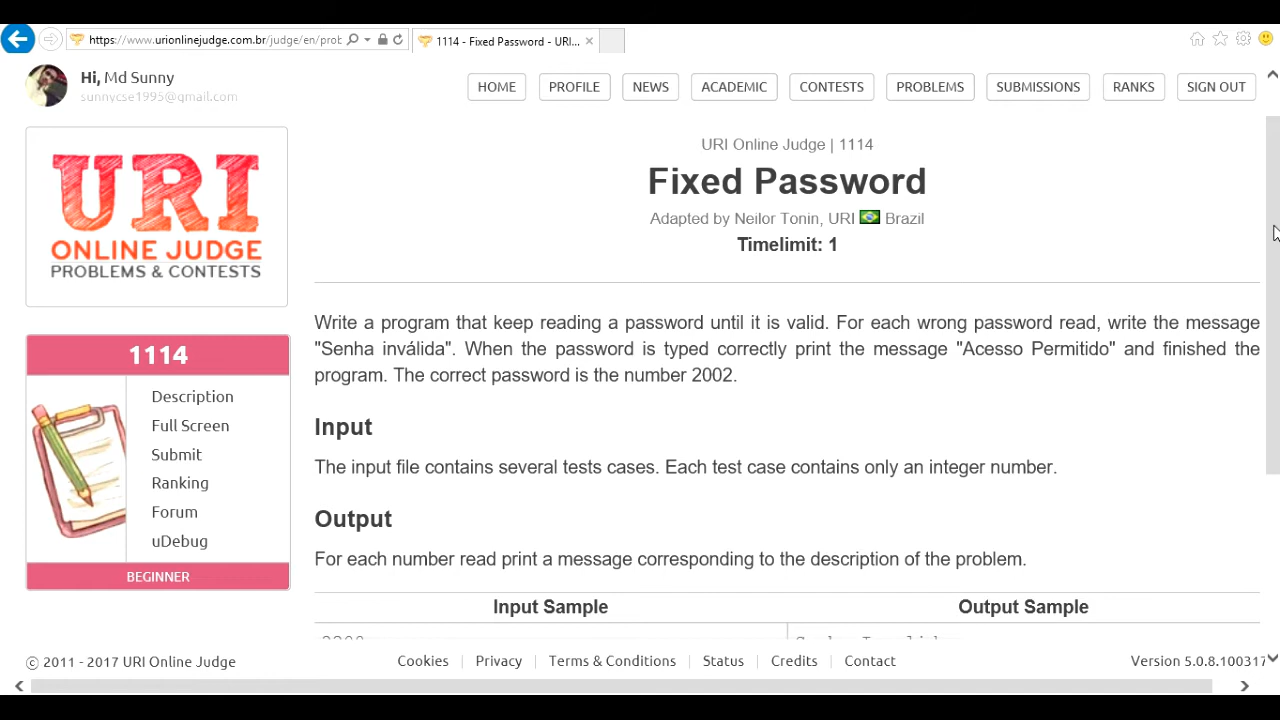 https://www.urionlinejudge.com.br/judge/en/prob
1114 - Fixed Password - URI...
Hi, Md Sunny
sunnycse1995@gmail.com
HOME
PROFILE
NEWS
ACADEMIC
CONTESTS
PROBLEMS
SUBMISSIONS
RANKS
SIGN OUT
URI
ONLINE JUDGE
PROBLEMS & CONTESTS
1114
Description
Full Screen
Submit
Ranking
Forum
uDebug
BEGINNER
URI Online Judge | 1114
Fixed Password
Adapted by Neilor Tonin, URI Brazil
Timelimit: 1
Write a program that keep reading a password until it is valid. For each wrong password read, write the message
"Senha inválida". When the password is typed correctly print the message "Acesso Permitido" and finished the
program. The correct password is the number 2002.
Input
The input file contains several tests cases. Each test case contains only an integer number.
Output
For each number read print a message corresponding to the description of the problem.
Input Sample
Output Sample
© 2011 - 2017 URI Online Judge
Cookies
Privacy
Terms & Conditions
Status
Credits
Contact
Version 5.0.8.100317